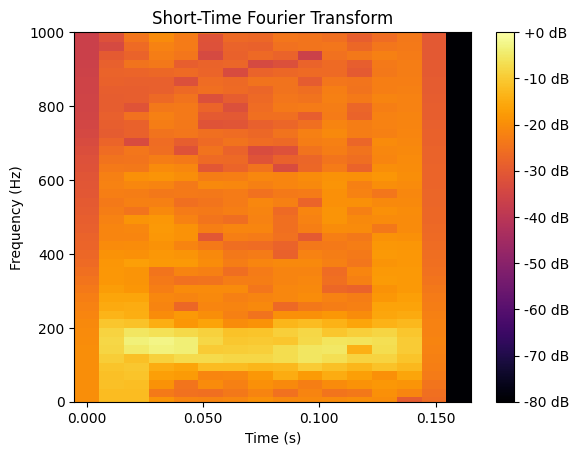 Short-Time Fourier Transform
1000
800
600
400
200
0
Frequency (Hz)
0.000
0.050
0.100
0.150
Time (s)
+0 dB
-10 dB
-20 dB
-30 dB
-40 dB
-50 dB
-60 dB
-70 dB
-80 dB